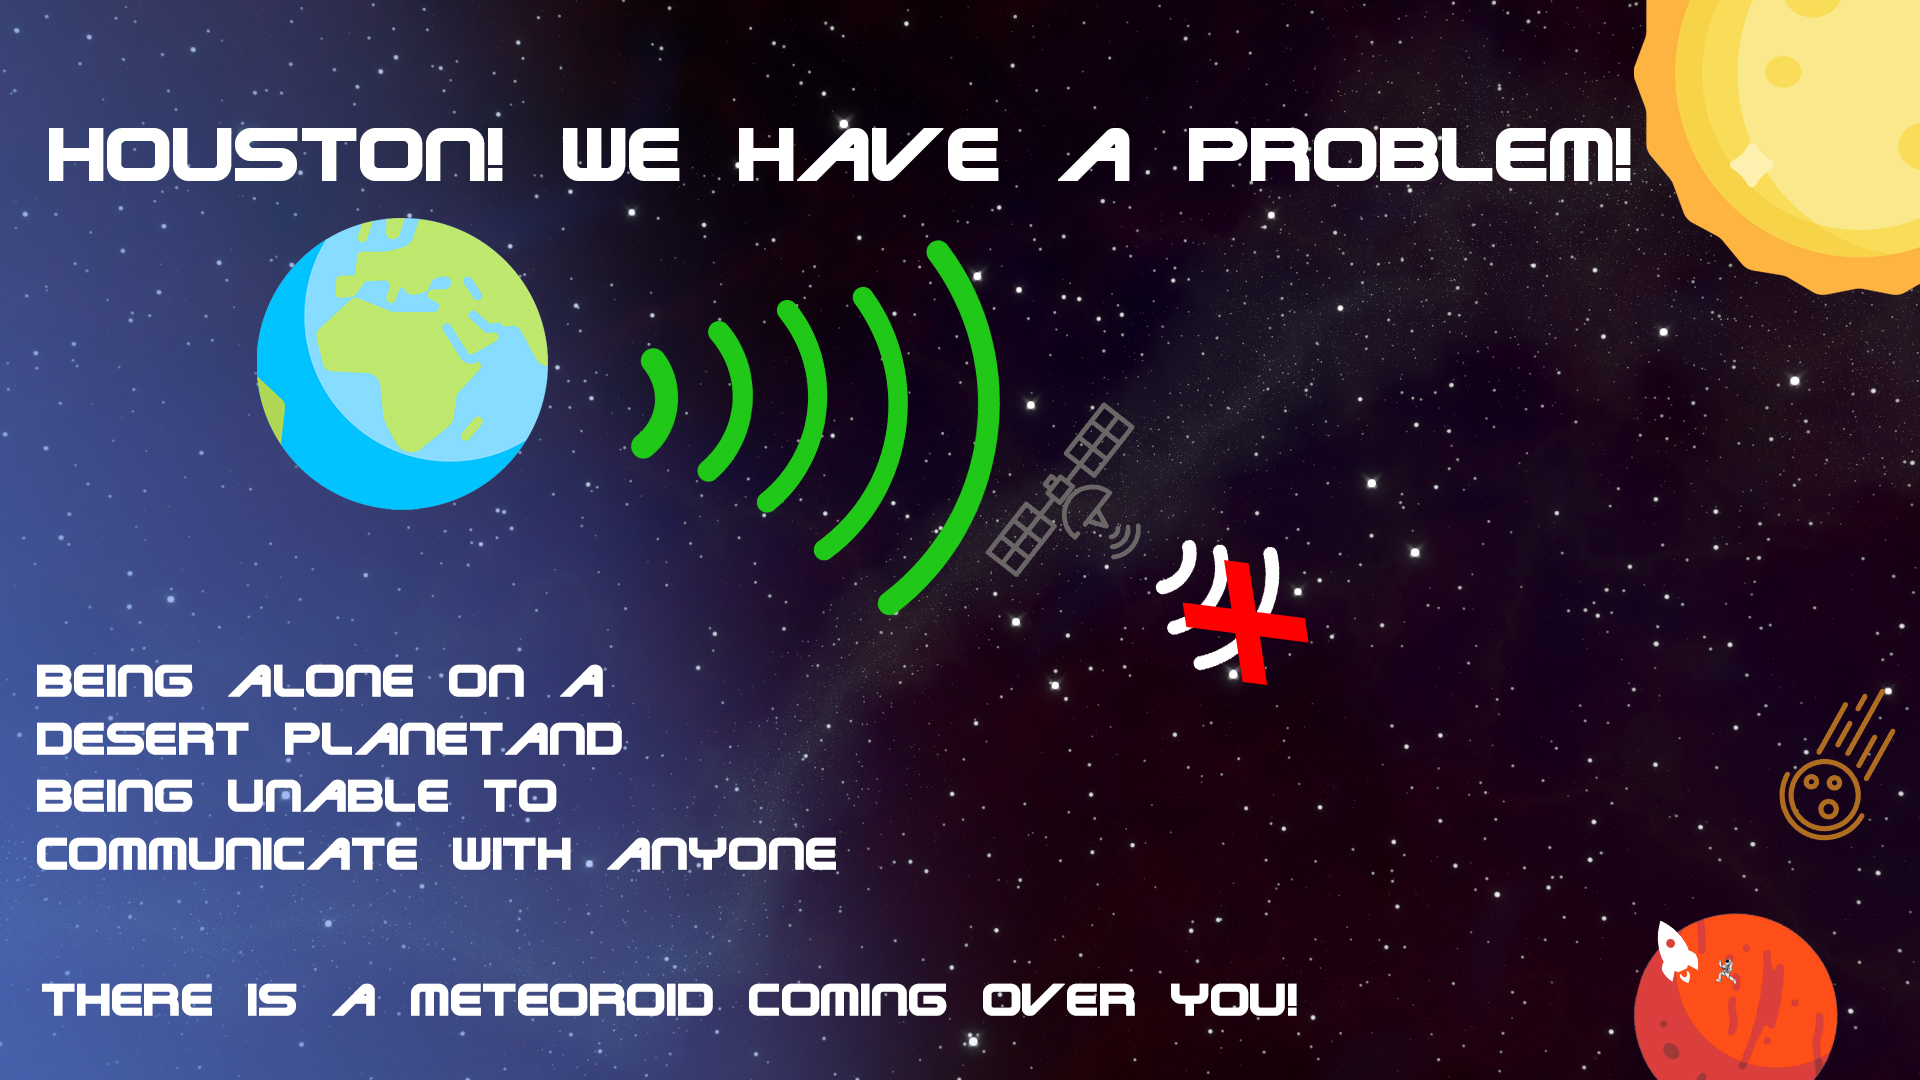 HOUSTON! WE HAVE A PROBLEM!
BEING ALONE ON A
DESERT PLANETAND
BEING UNABLE TO
COMMUNICATE WITH ANYONE
THERE IS A METEOROID COMING OVER YOU!